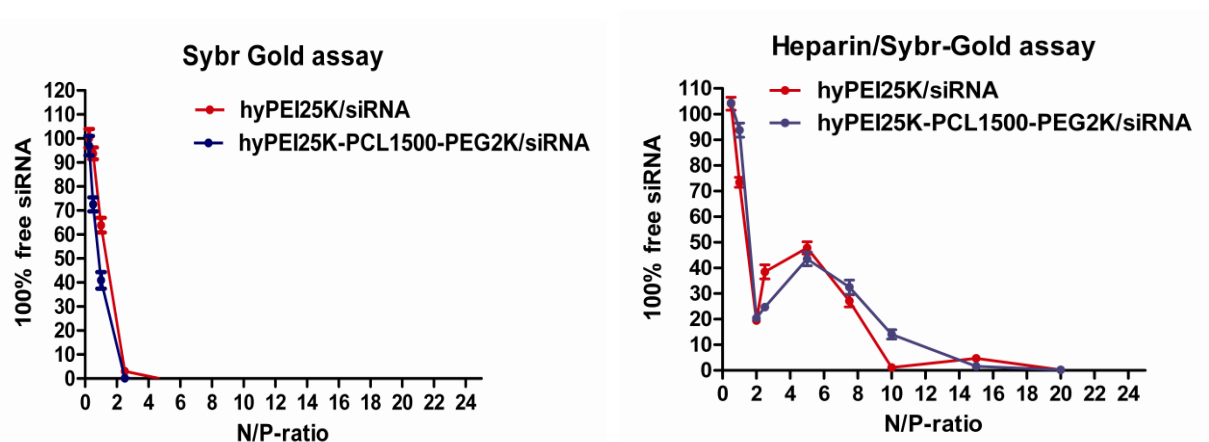 Sybr Gold assay
hyPEI25K/siRNA
hyPEI25K-PCL1500-PEG2K/siRNA
100% free siRNA
120
110
100
90
80
70
60
50
40
30
20
10
0
0 2 4 6 8 10 12 14 16 18 20 22 24
N/P-ratio
Heparin/Sybr-Gold assay
hyPEI25K/siRNA
hyPEI25K-PCL1500-PEG2K/siRNA
100% free siRNA
110
100
90
80
70
60
50
40
30
20
10
0
0 2 4 6 8 10 12 14 16 18 20 22 24
N/P-ratio